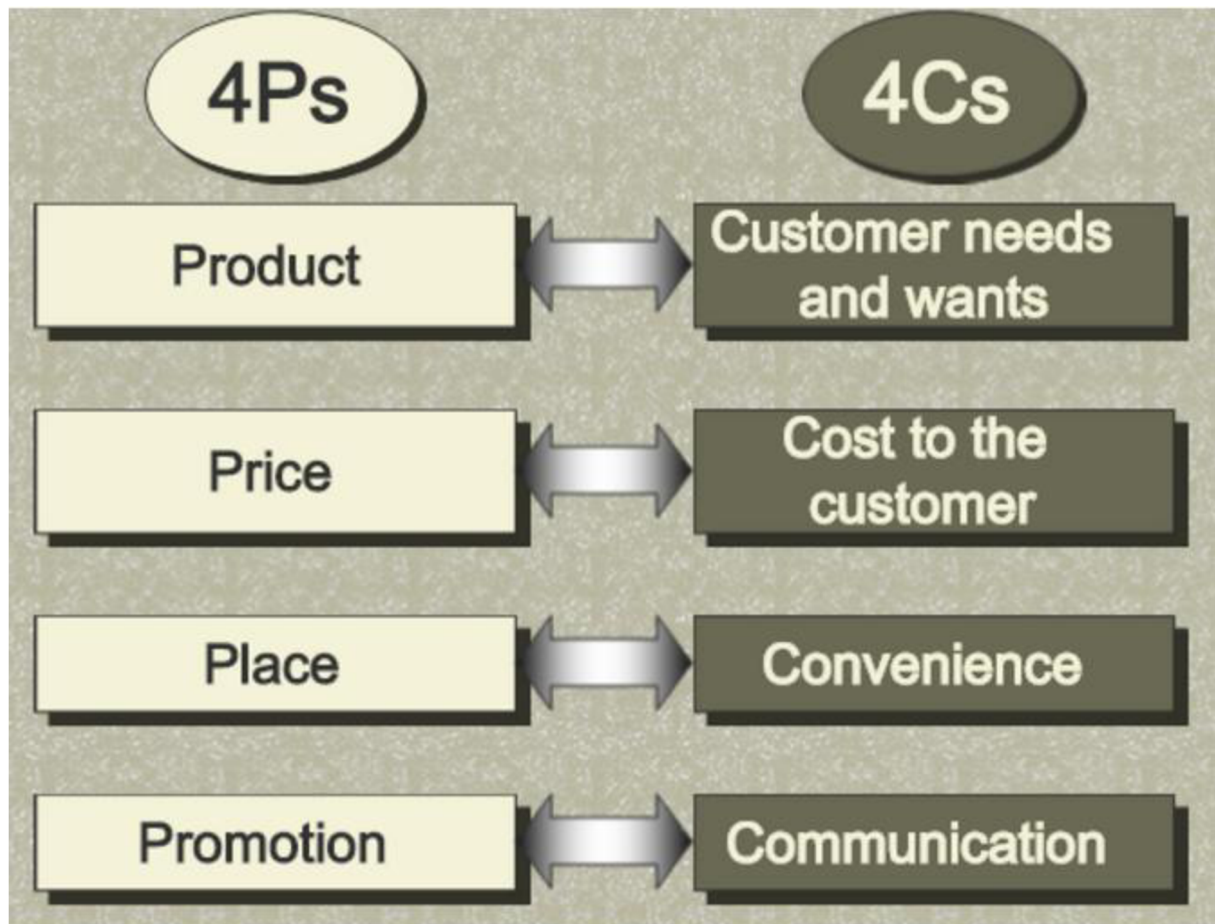 4Ps
4Cs
Product
Customer needs
and wants
Price
Cost to the
customer
Place
Convenience
Promotion
Communication